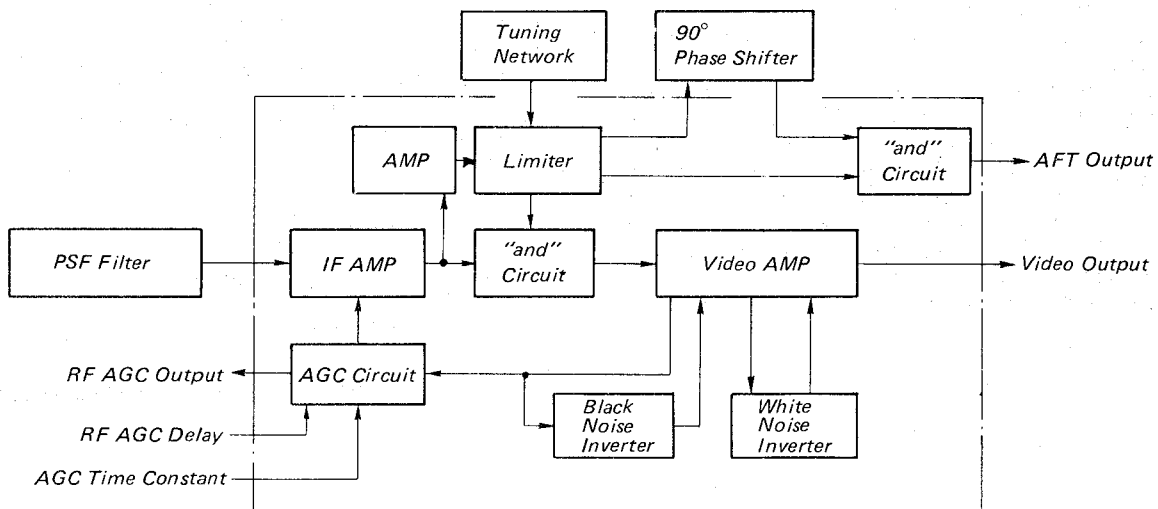 Tuning
Network
90°
Phase Shifter
AMP
Limiter
"and"
Circuit
AFT Output
PSF Filter
IF AMP
"and"
Circuit
Video AMP
Video Output
RF AGC Output
AGC Circuit
RF AGC Delay
Black
Noise
Inverter
White
Noise
Inverter
AGC Time Constant